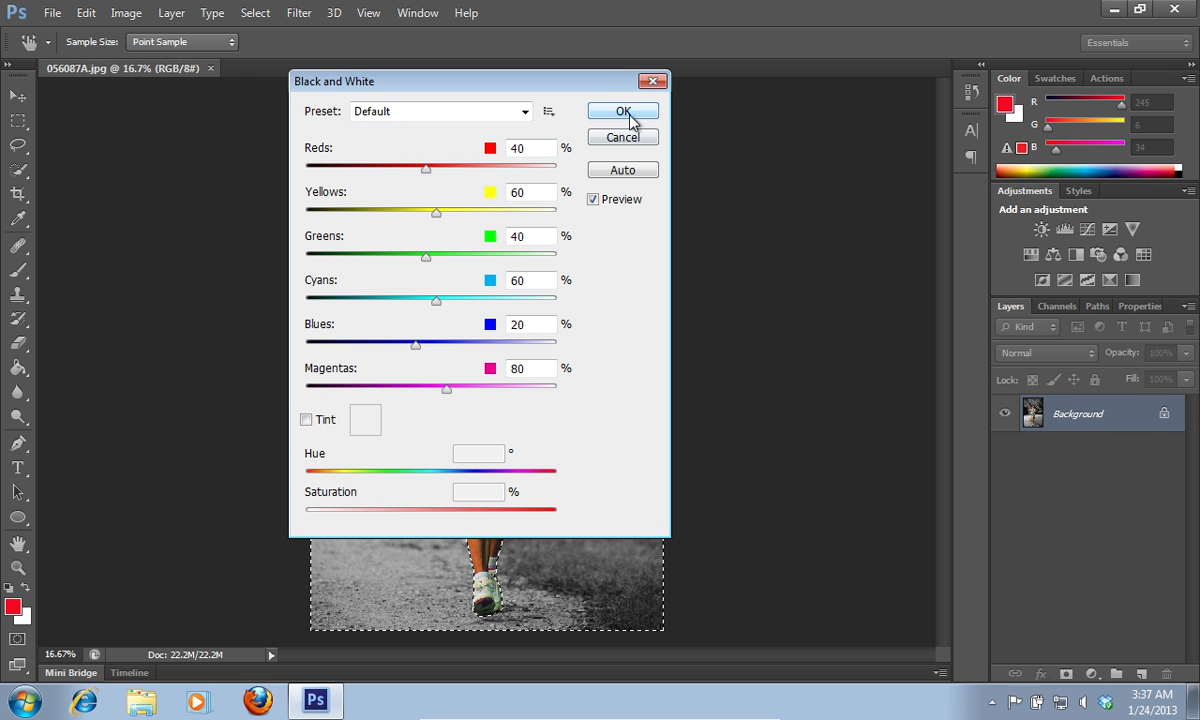 Ps File Edit Image Layer Type Select Filter 3D View Window Help
Sample Size: Point Sample Essentials
056087A.jpg @ 16.7% (RGB/8#) ×
Black and White
Preset: Default OK
Cancel
Auto
Preview
Reds: 40 %
Yellows: 60 %
Greens: 40 %
Cyans: 60 %
Blues: 20 %
Magentas: 80 %
Tint
Hue °
Saturation %
Color Swatches Actions
R 245
G 6
B 34
Adjustments Styles
Add an adjustment
Layers Channels Paths Properties
Kind
Normal Opacity: 100%
Lock: Fill: 100%
Background
16.67% Doc: 22.2M/22.2M
Mini Bridge Timeline
Ps
3:37 AM
1/24/2013